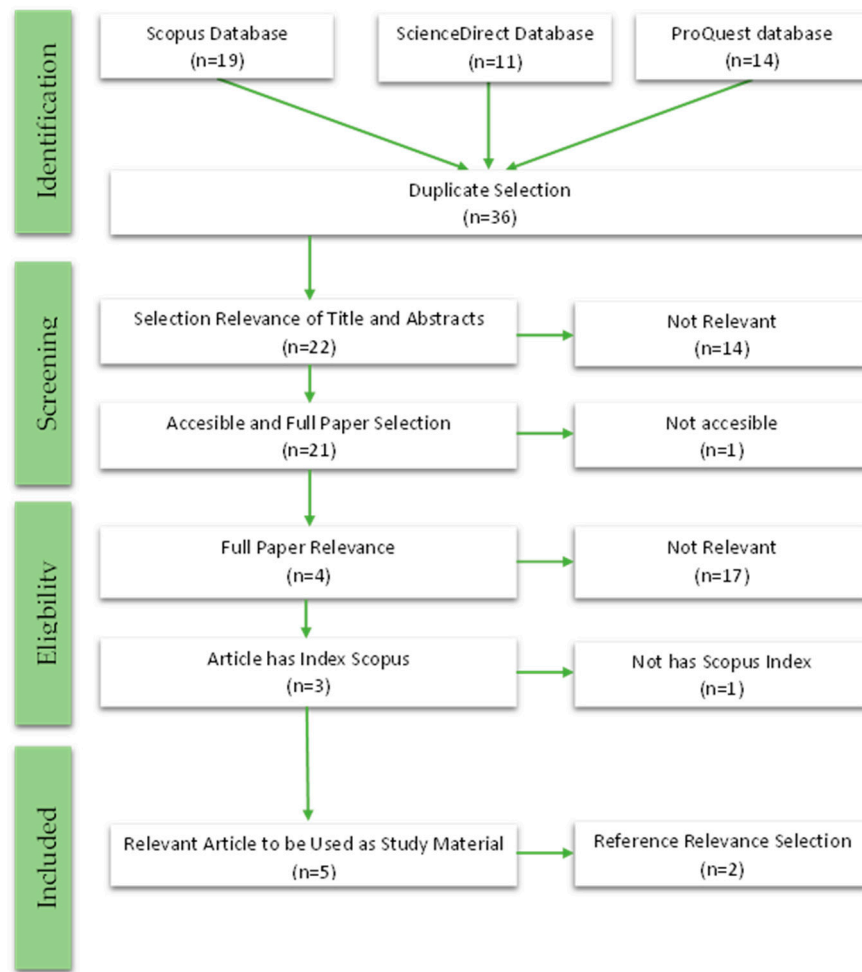 Identification
Scopus Database
(n=19)
ScienceDirect Database
(n=11)
ProQuest database
(n=14)
Duplicate Selection
(n=36)
Screening
Selection Relevance of Title and Abstracts
(n=22)
Not Relevant
(n=14)
Accesible and Full Paper Selection
(n=21)
Not accesible
(n=1)
Eligbility
Full Paper Relevance
(n=4)
Not Relevant
(n=17)
Article has Index Scopus
(n=3)
Not has Scopus Index
(n=1)
Included
Relevant Article to be Used as Study Material
(n=5)
Reference Relevance Selection
(n=2)